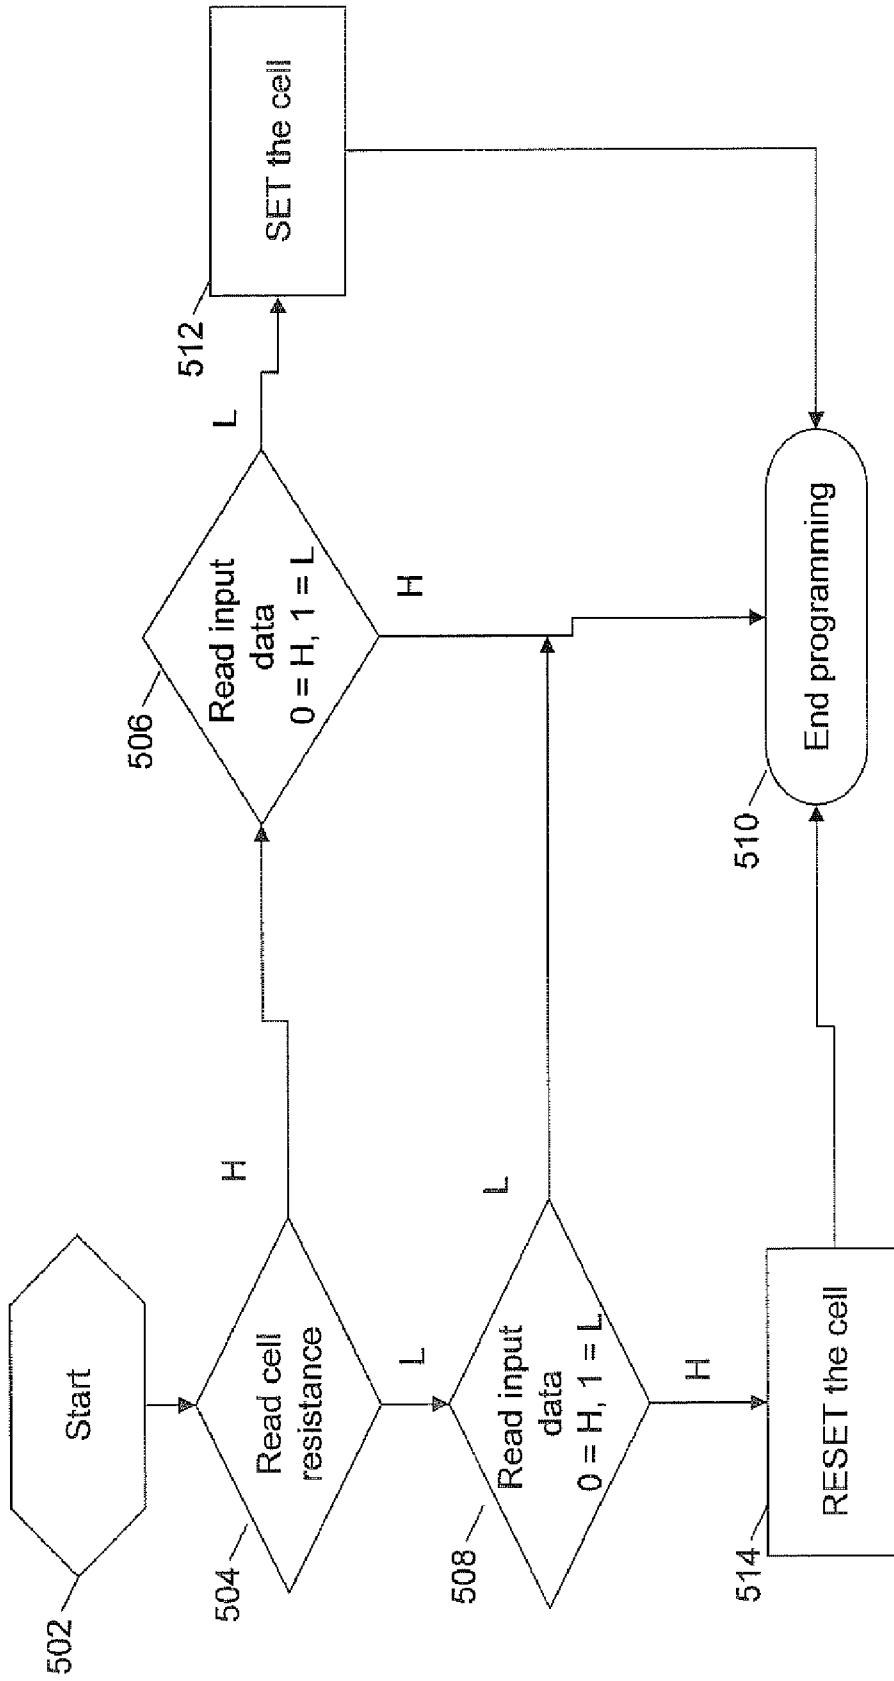 502
Start
504
Read cell
resistance
H
L
506
Read input
data
0 = H, 1 = L
L
H
512
SET the cell
508
Read input
data
0 = H, 1 = L
L
H
510
End programming
514
RESET the cell